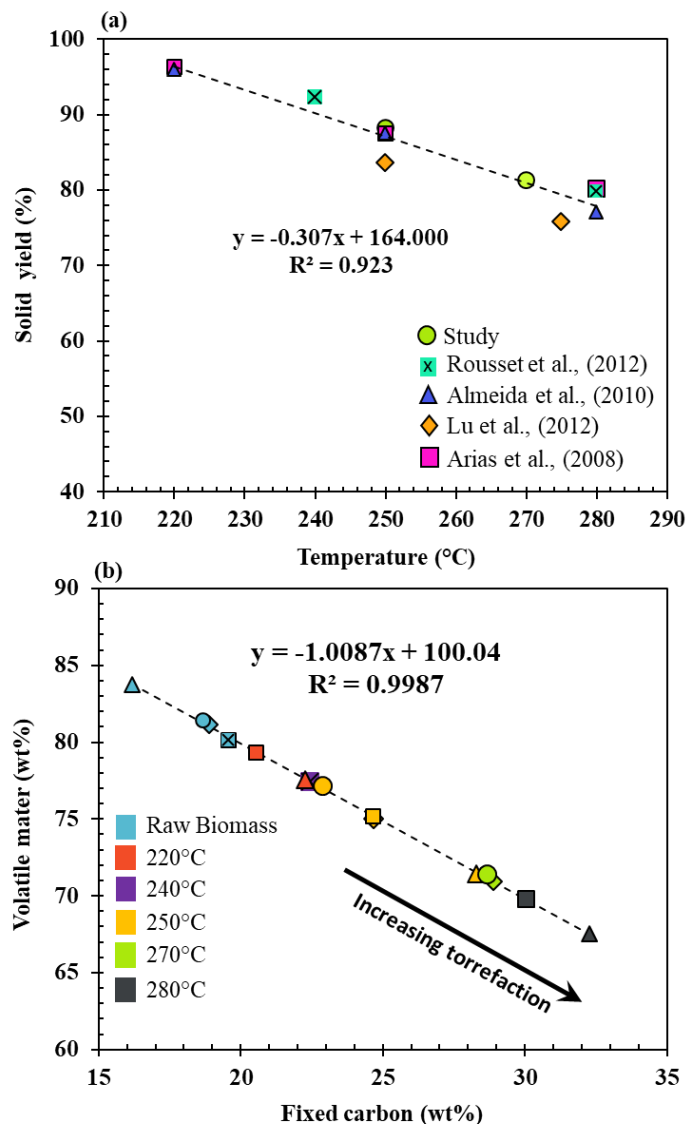 (a)
100
90
80
70
60
50
40
Solid yield (%)
y = -0.307x + 164.000
R² = 0.923
Study
Rousset et al., (2012)
Almeida et al., (2010)
Lu et al., (2012)
Arias et al., (2008)
210 220 230 240 250 260 270 280 290
Temperature (°C)
(b)
90
85
80
75
70
65
60
Volatile mater (wt%)
y = -1.0087x + 100.04
R² = 0.9987
Raw Biomass
220°C
240°C
250°C
270°C
280°C
Increasing torrefaction
15 20 25 30 35
Fixed carbon (wt%)